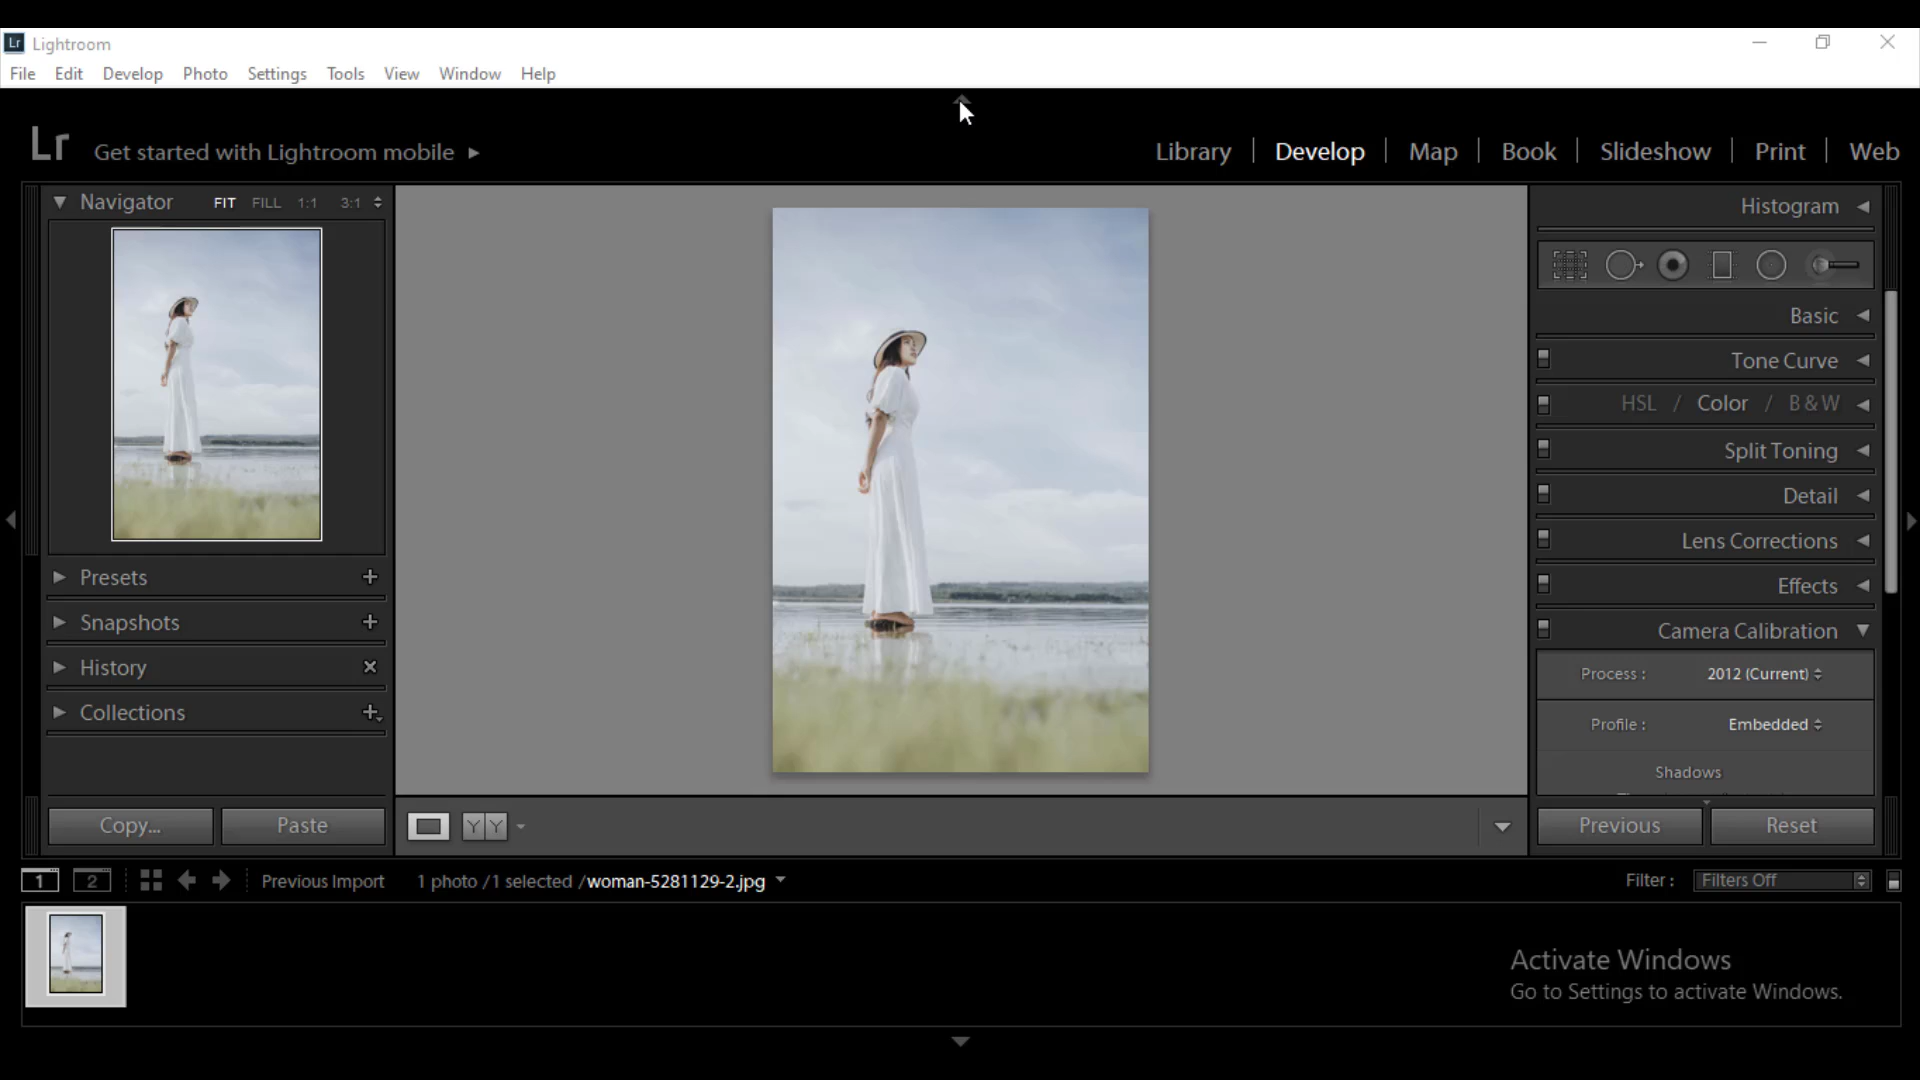 Lr Lightroom
File Edit Develop Photo Settings Tools View Window Help
Lr Get started with Lightroom mobile
Library Develop Map Book Slideshow Print Web
Navigator FIT FILL 1:1 3:1
Presets
Snapshots
History
Collections
Copy... Paste
Histogram
Basic
Tone Curve
HSL / Color / B & W
Split Toning
Detail
Lens Corrections
Effects
Camera Calibration
Process : 2012 (Current)
Profile : Embedded
Shadows
Previous Reset
Y Y
1 2 Previous Import 1 photo / 1 selected / woman-5281129-2.jpg
Filter : Filters Off
Activate Windows
Go to Settings to activate Windows.